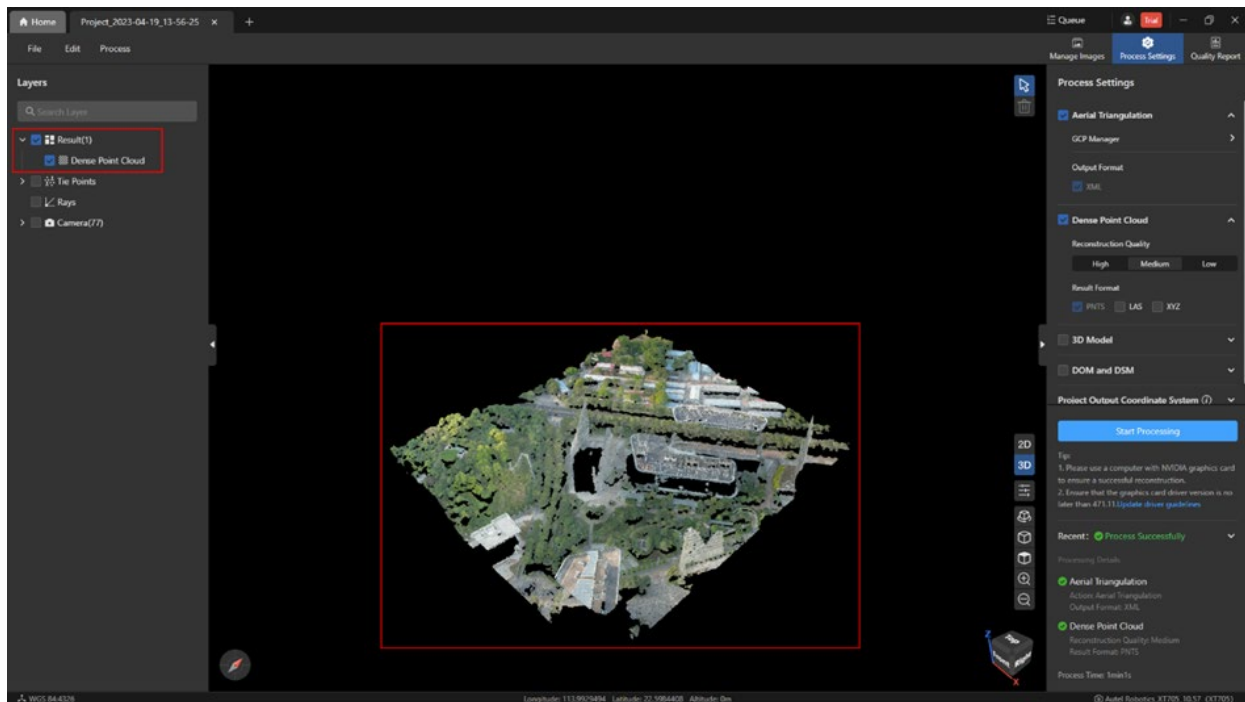 Home
Project_2023-04-19_13-56-25
Queue
Trial
File Edit Process
Manage Images
Process Settings
Quality Report
Layers
Search Layer
Result(1)
Dense Point Cloud
Tie Points
Rays
Camera(77)
Process Settings
Aerial Triangulation
GCP Manager
Output Format
XML
Dense Point Cloud
Reconstruction Quality
High Medium Low
Result Format
PNTS LAS XYZ
3D Model
DOM and DSM
Project Output Coordinate System
2D
3D
Start Processing
Tip:
1. Please use a computer with NVIDIA graphics card
to ensure a successful reconstruction.
2. Ensure that the graphics card driver version is no
later than 471.11.Update driver guidelines
Recent: Process Successfully
Processing Details
Aerial Triangulation
Action: Aerial Triangulation
Output Format: XML
Dense Point Cloud
Reconstruction Quality: Medium
Result Format: PNTS
Process Time: 1min1s
Z
Top
Front Right
X
WGS 84:4326
Longitude: 113.9929494 Latitude: 22.5984408 Altitude: 0m
Autel Robotics XT705_10.57_(XT705)